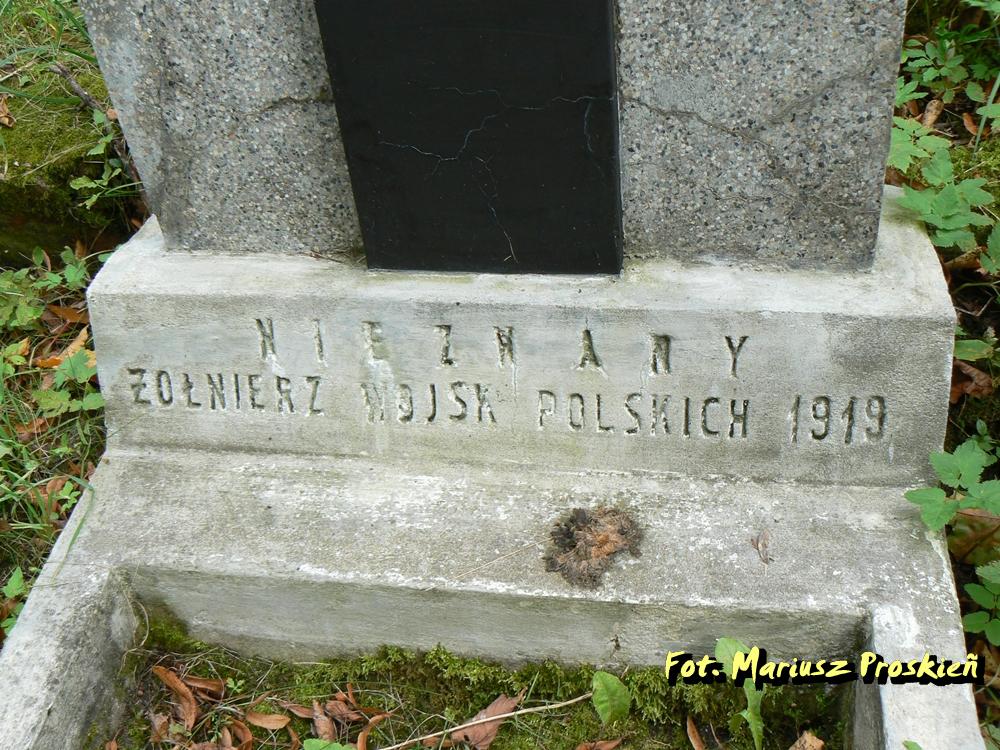 NIEZNANY
ŻOŁNIERZ WOJSK POLSKICH 1919
Fot. Mariusz Proskień